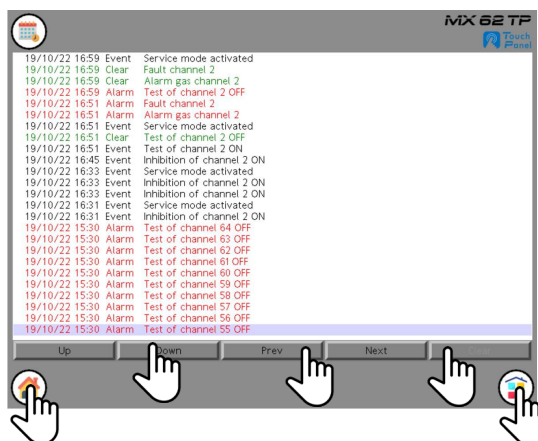 MX 62 TP
Touch
Panel
19/10/22 16:59 Event Service mode activated
19/10/22 16:59 Clear Fault channel 2
19/10/22 16:59 Clear Alarm gas channel 2
19/10/22 16:59 Alarm Test of channel 2 OFF
19/10/22 16:51 Alarm Fault channel 2
19/10/22 16:51 Alarm Alarm gas channel 2
19/10/22 16:51 Event Service mode activated
19/10/22 16:51 Clear Test of channel 2 OFF
19/10/22 16:51 Event Test of channel 2 ON
19/10/22 16:45 Event Inhibition of channel 2 ON
19/10/22 16:33 Event Service mode activated
19/10/22 16:33 Event Inhibition of channel 2 ON
19/10/22 16:33 Event Inhibition of channel 2 ON
19/10/22 16:31 Event Service mode activated
19/10/22 16:31 Event Inhibition of channel 2 ON
19/10/22 15:30 Alarm Test of channel 64 OFF
19/10/22 15:30 Alarm Test of channel 63 OFF
19/10/22 15:30 Alarm Test of channel 62 OFF
19/10/22 15:30 Alarm Test of channel 61 OFF
19/10/22 15:30 Alarm Test of channel 60 OFF
19/10/22 15:30 Alarm Test of channel 59 OFF
19/10/22 15:30 Alarm Test of channel 58 OFF
19/10/22 15:30 Alarm Test of channel 57 OFF
19/10/22 15:30 Alarm Test of channel 56 OFF
19/10/22 15:30 Alarm Test of channel 55 OFF
Up Down Prev Next